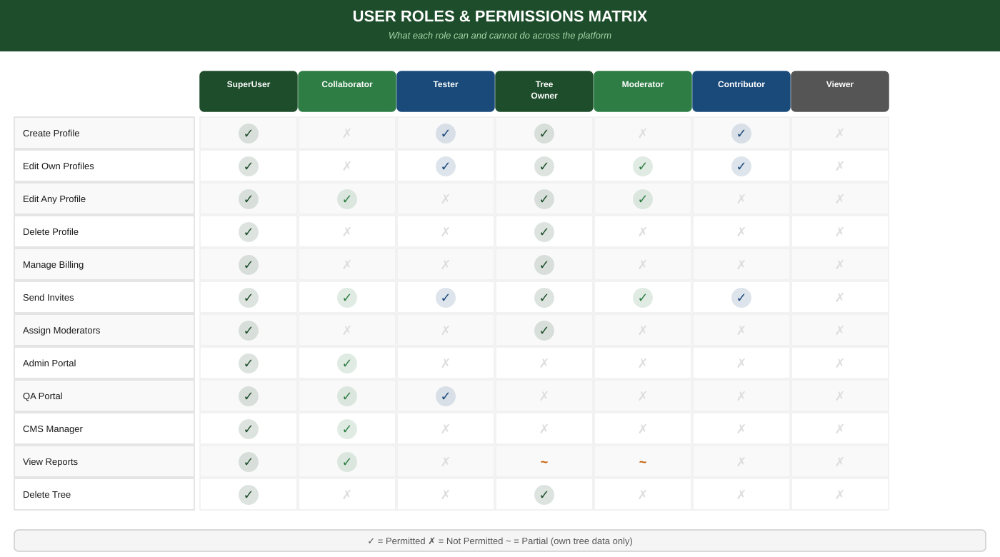 USER ROLES & PERMISSIONS MATRIX
What each role can and cannot do across the platform
SuperUser Collaborator Tester Tree Owner Moderator Contributor Viewer
Create Profile ✓ ✗ ✓ ✓ ✗ ✓ ✗
Edit Own Profiles ✓ ✗ ✓ ✓ ✓ ✓ ✗
Edit Any Profile ✓ ✓ ✗ ✓ ✓ ✗ ✗
Delete Profile ✓ ✗ ✗ ✓ ✗ ✗ ✗
Manage Billing ✓ ✗ ✗ ✓ ✗ ✗ ✗
Send Invites ✓ ✓ ✓ ✓ ✓ ✓ ✗
Assign Moderators ✓ ✗ ✗ ✓ ✗ ✗ ✗
Admin Portal ✓ ✓ ✗ ✗ ✗ ✗ ✗
QA Portal ✓ ✓ ✓ ✗ ✗ ✗ ✗
CMS Manager ✓ ✓ ✗ ✗ ✗ ✗ ✗
View Reports ✓ ✓ ✗ ~ ~ ✗ ✗
Delete Tree ✓ ✗ ✗ ✓ ✗ ✗ ✗
✓ = Permitted ✗ = Not Permitted ~ = Partial (own tree data only)